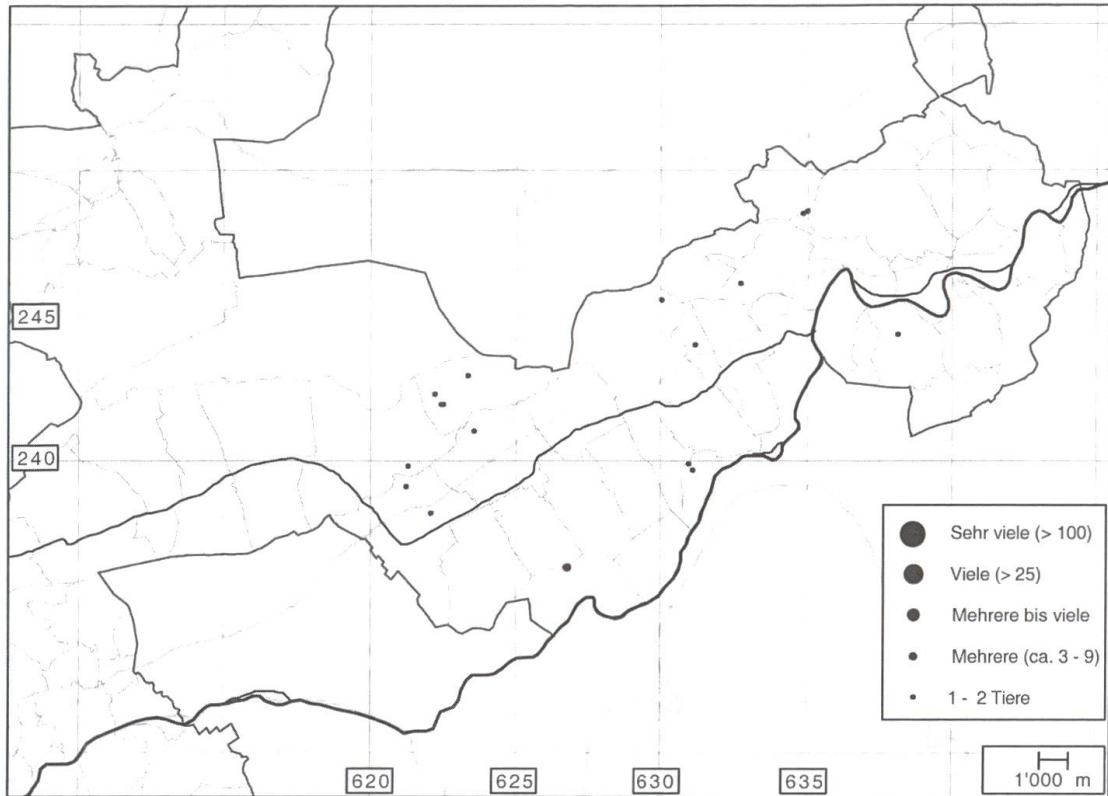 245
240
Sehr viele (> 100)
Viele (> 25)
Mehrere bis viele
Mehrere (ca. 3 - 9)
1 - 2 Tiere
620
625
630
635
1'000 m